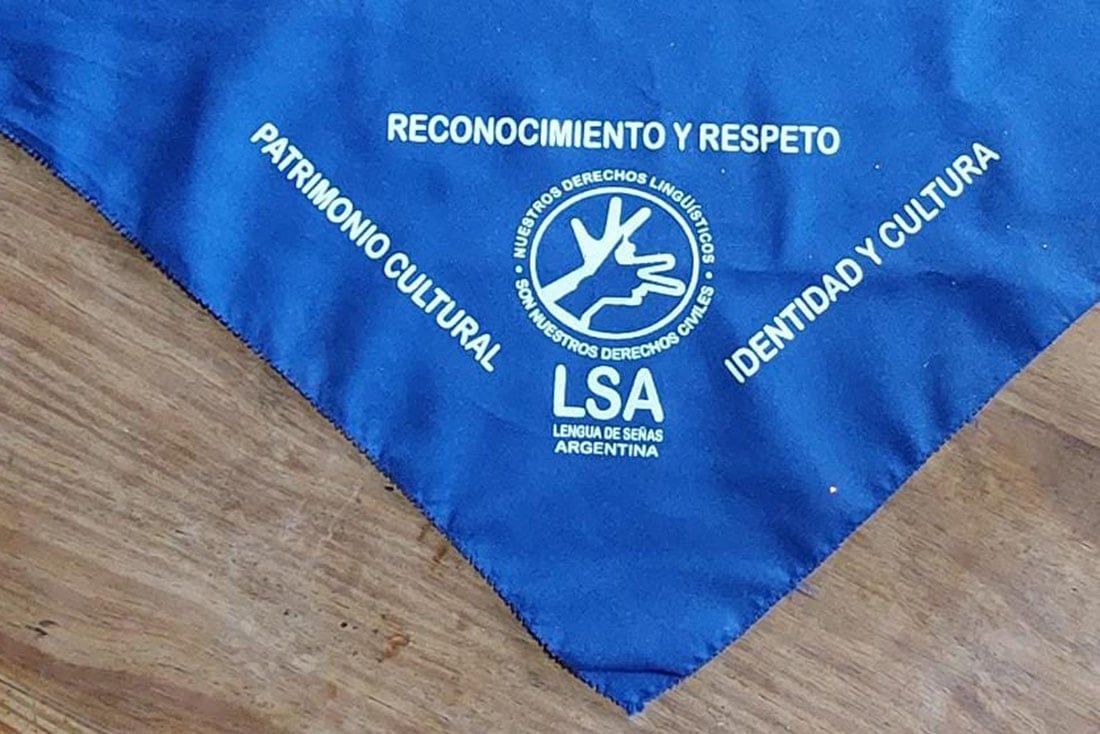 RECONOCIMIENTO Y RESPETO
PATRIMONIO CULTURAL
• NUESTROS DERECHOS LINGÜÍSTICOS •
SON NUESTROS DERECHOS CIVILES
IDENTIDAD Y CULTURA
LSA
LENGUA DE SEÑAS
ARGENTINA